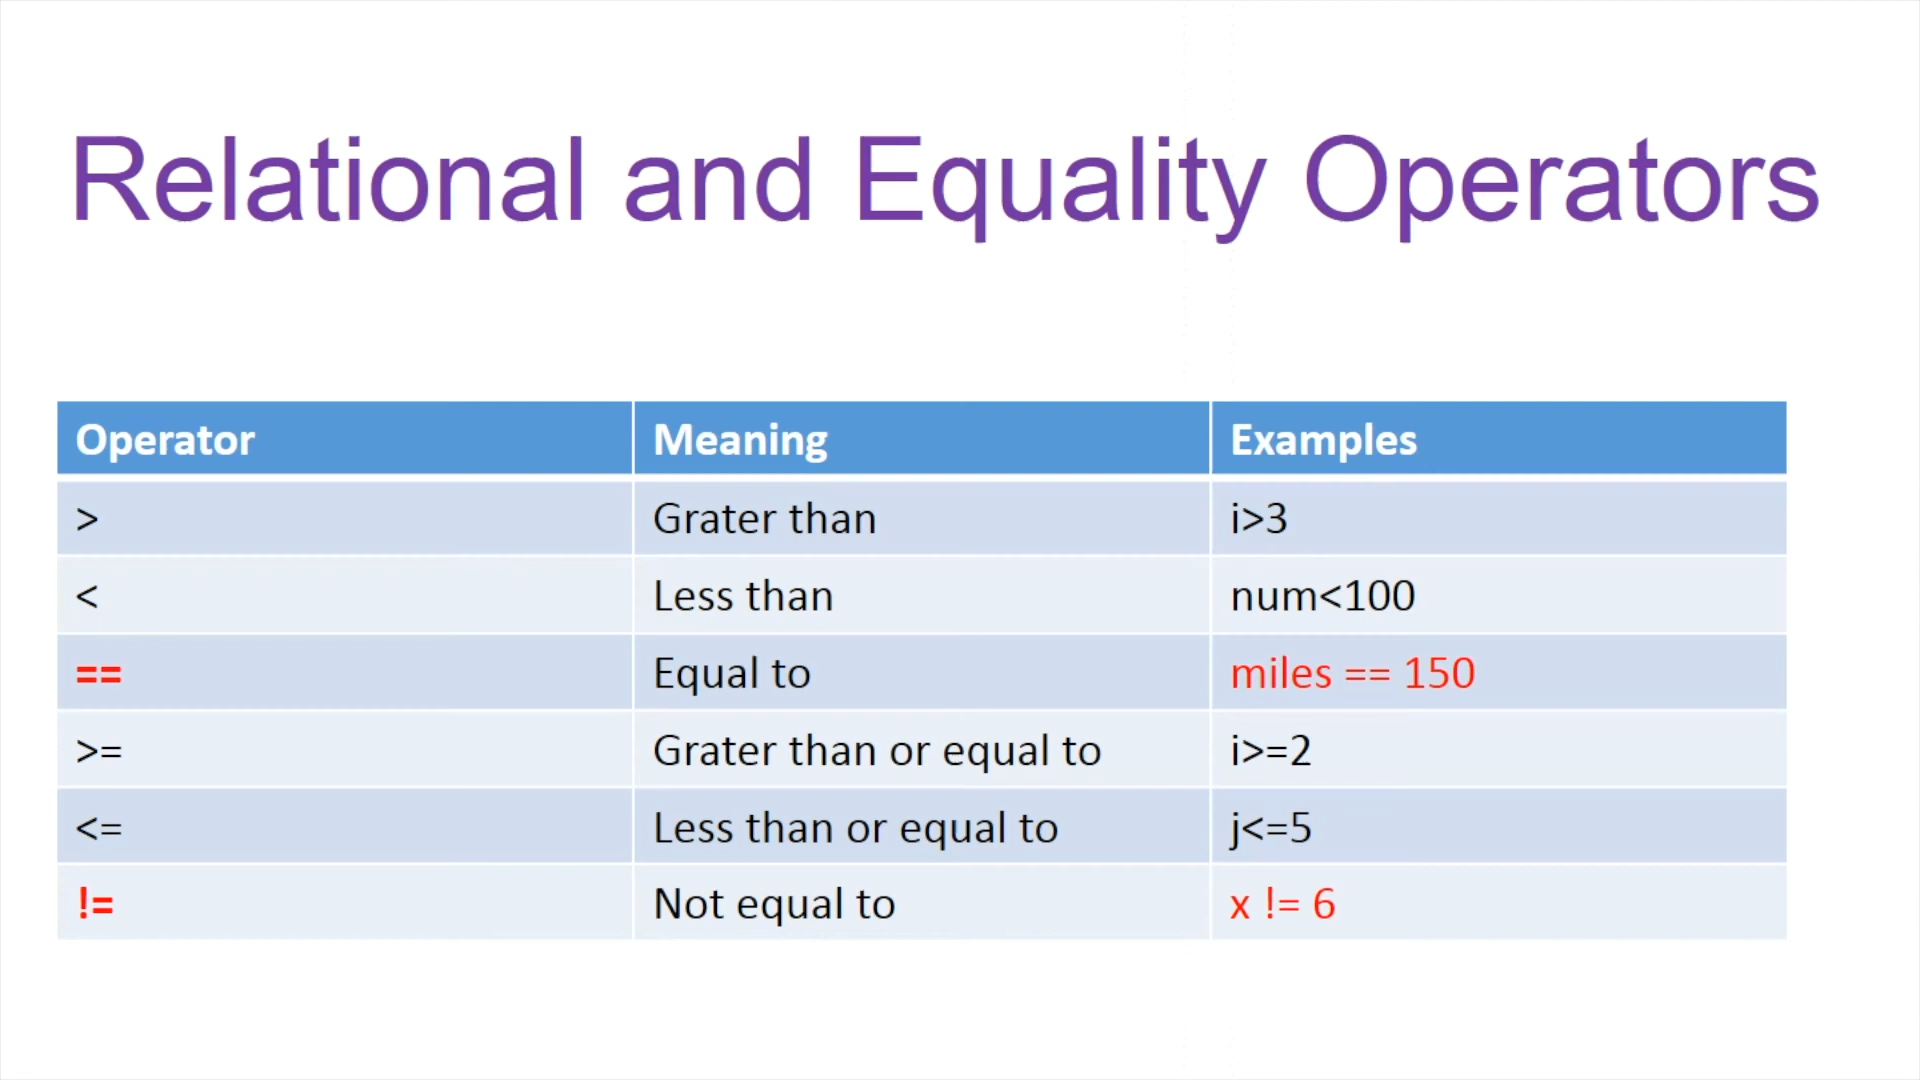 Relational and Equality Operators
Operator Meaning Examples
> Grater than i>3
< Less than num<100
== Equal to miles == 150
>= Grater than or equal to i>=2
<= Less than or equal to j<=5
!= Not equal to x != 6